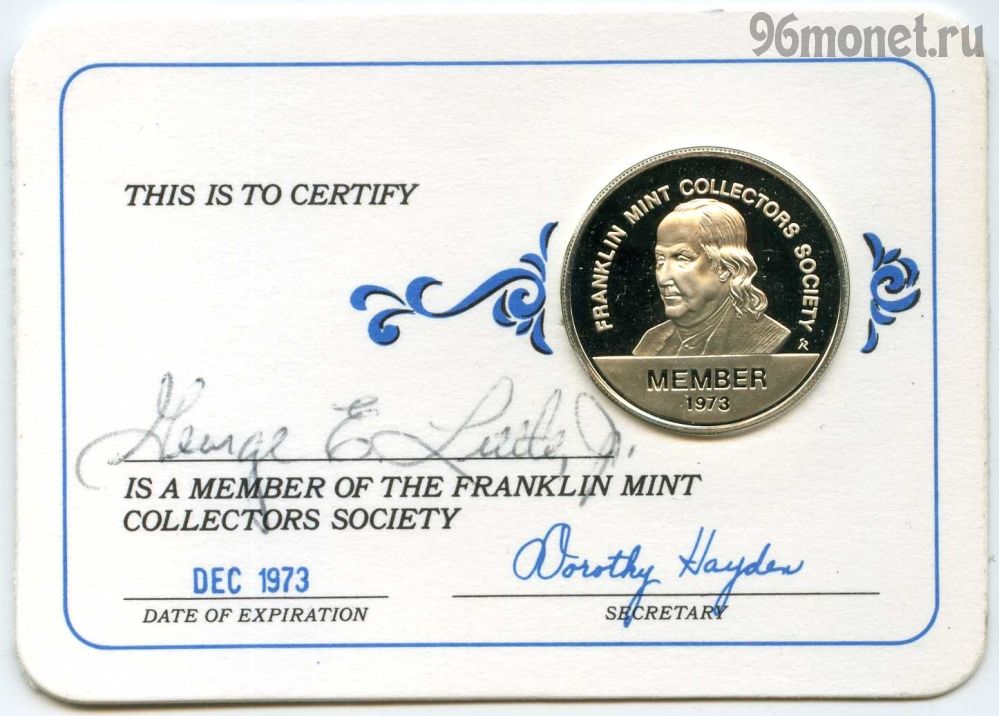 96monet.ru
THIS IS TO CERTIFY
FRANKLIN MINT COLLECTORS SOCIETY
MEMBER
1973
George E. Little, Jr.
IS A MEMBER OF THE FRANKLIN MINT
COLLECTORS SOCIETY
DEC 1973
Dorothy Hayden
DATE OF EXPIRATION
SECRETARY